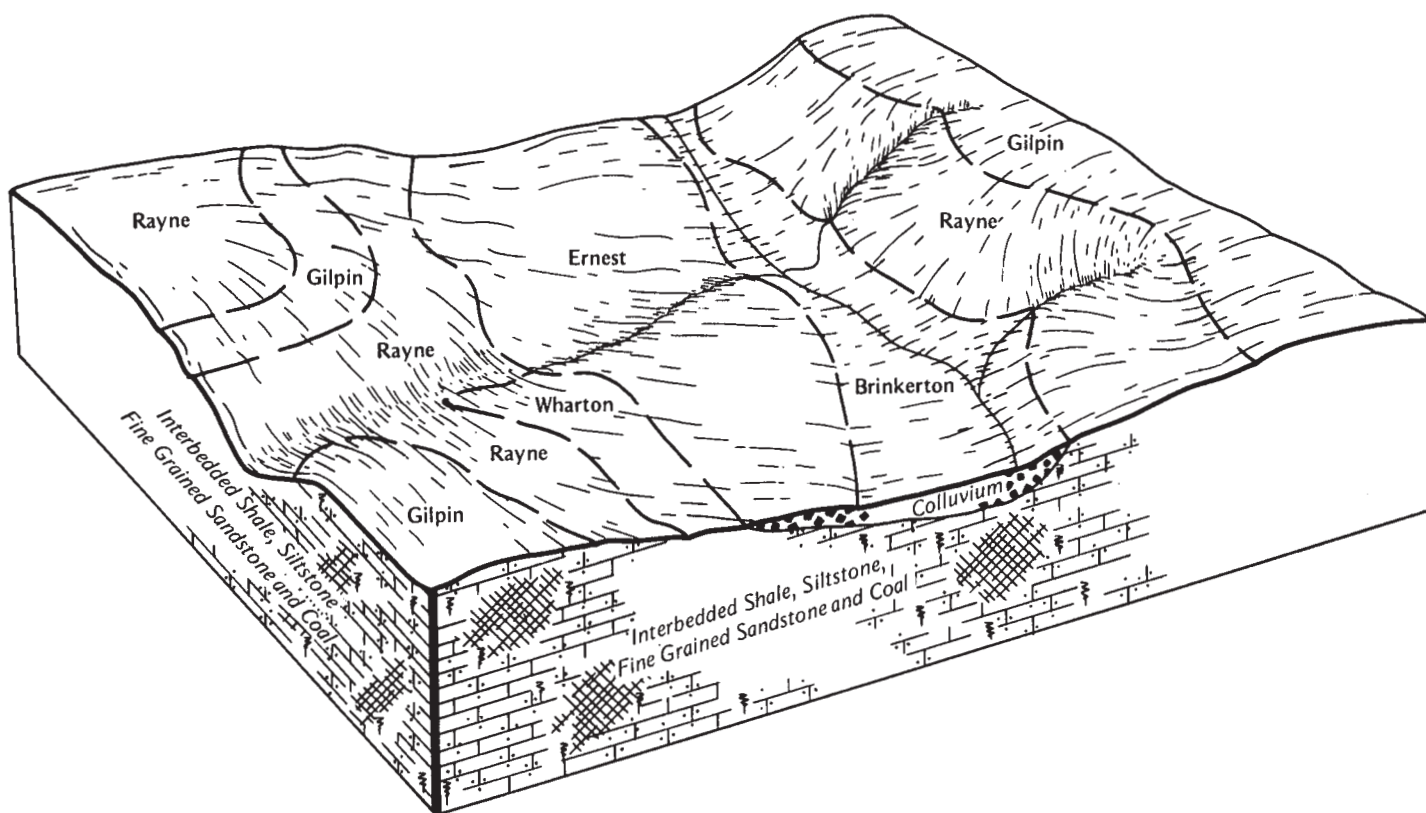 Gilpin
Rayne
Rayne
Ernest
Gilpin
Rayne
Brinkerton
Wharton
Rayne
Gilpin
Colluvium
Interbedded Shale, Siltstone,
Fine Grained Sandstone and Coal
Interbedded Shale, Siltstone,
Fine Grained Sandstone and Coal